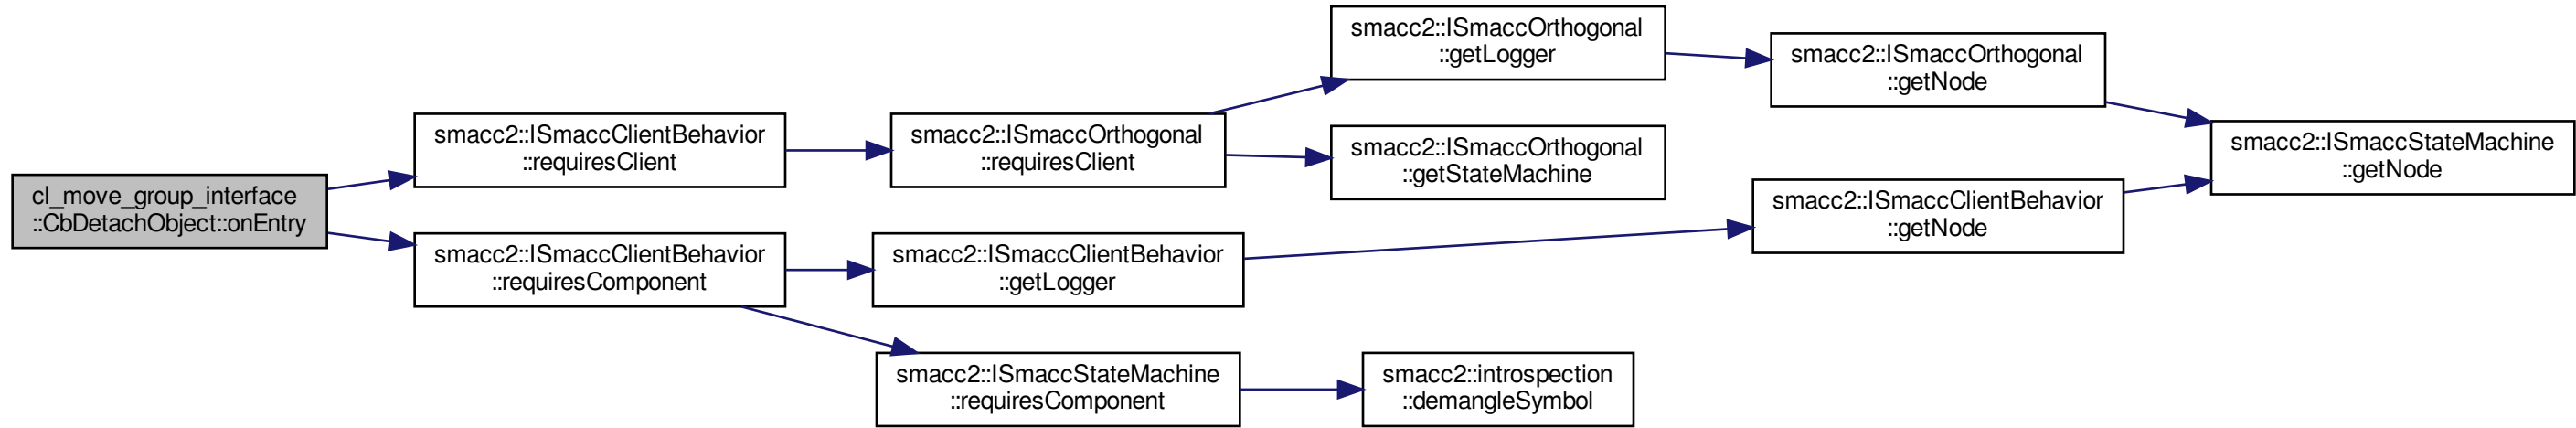 cl_move_group_interface
::CbDetachObject::onEntry
smacc2::ISmaccClientBehavior
::requiresClient
smacc2::ISmaccClientBehavior
::requiresComponent
smacc2::ISmaccOrthogonal
::requiresClient
smacc2::ISmaccClientBehavior
::getLogger
smacc2::ISmaccStateMachine
::requiresComponent
smacc2::ISmaccOrthogonal
::getLogger
smacc2::ISmaccOrthogonal
::getStateMachine
smacc2::introspection
::demangleSymbol
smacc2::ISmaccOrthogonal
::getNode
smacc2::ISmaccClientBehavior
::getNode
smacc2::ISmaccStateMachine
::getNode